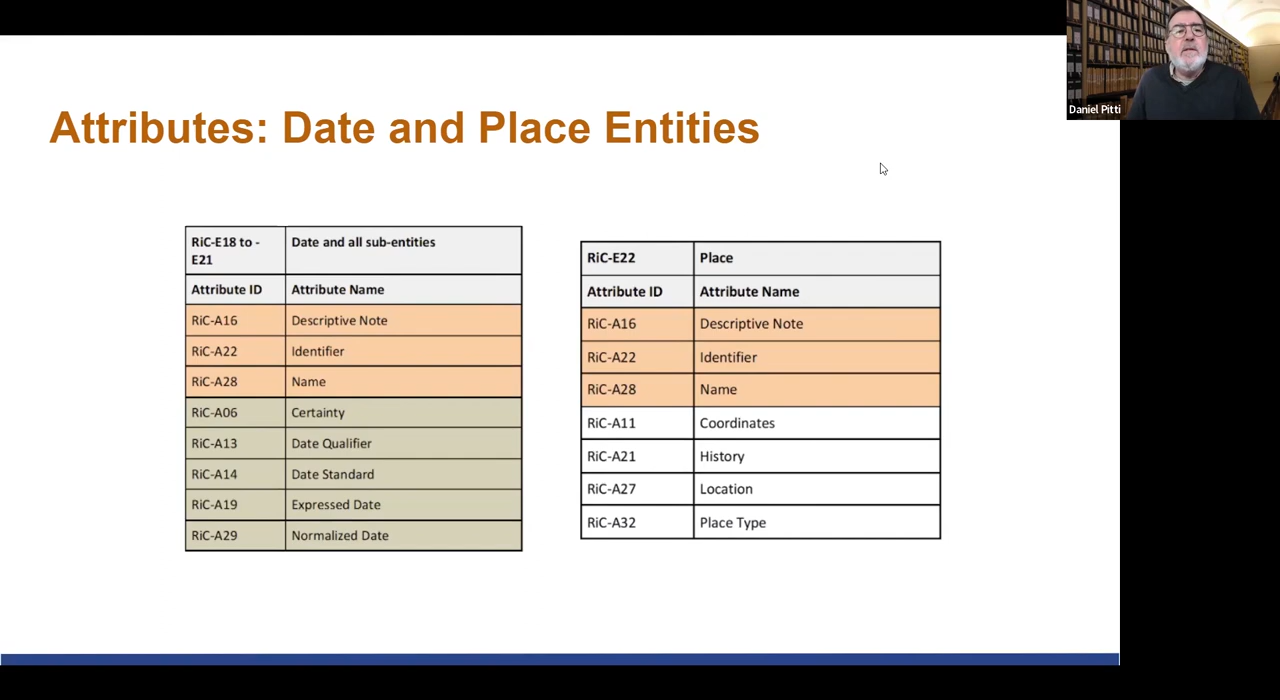 Attributes: Date and Place Entities
Daniel Pitti
RiC-E18 to - Date and all sub-entities
E21
Attribute ID Attribute Name
RiC-A16 Descriptive Note
RiC-A22 Identifier
RiC-A28 Name
RiC-A06 Certainty
RiC-A13 Date Qualifier
RiC-A14 Date Standard
RiC-A19 Expressed Date
RiC-A29 Normalized Date
RiC-E22 Place
Attribute ID Attribute Name
RiC-A16 Descriptive Note
RiC-A22 Identifier
RiC-A28 Name
RiC-A11 Coordinates
RiC-A21 History
RiC-A27 Location
RiC-A32 Place Type